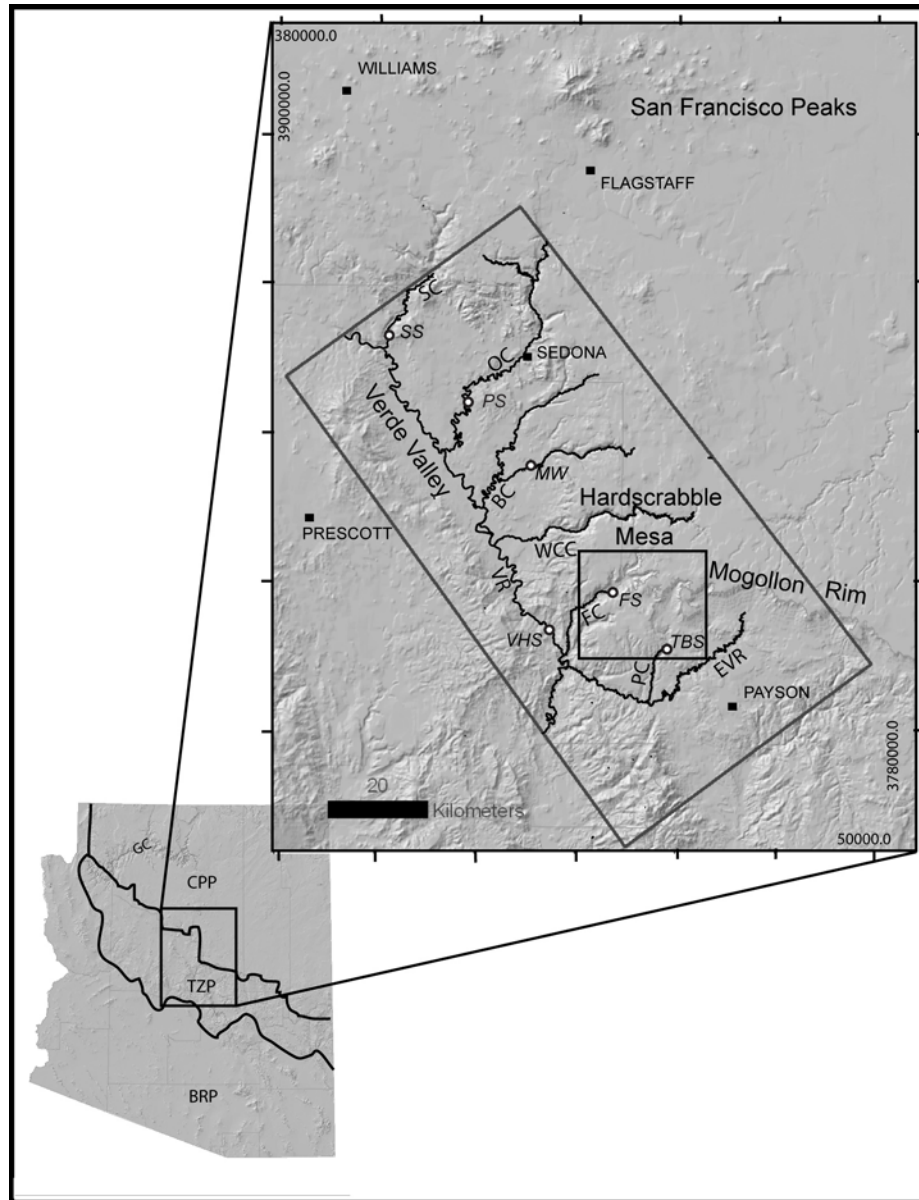 380000.0
3900000.0
WILLIAMS
San Francisco Peaks
FLAGSTAFF
SC
SS
OC
SEDONA
PS
Verde Valley
MW
BC
Hardscrabble
Mesa
PRESCOTT
WCC
VR
Mogollon Rim
FS
FC
VHS
TBS
PC
EVR
PAYSON
3780000.0
20
Kilometers
50000.0
GC
CPP
TZP
BRP